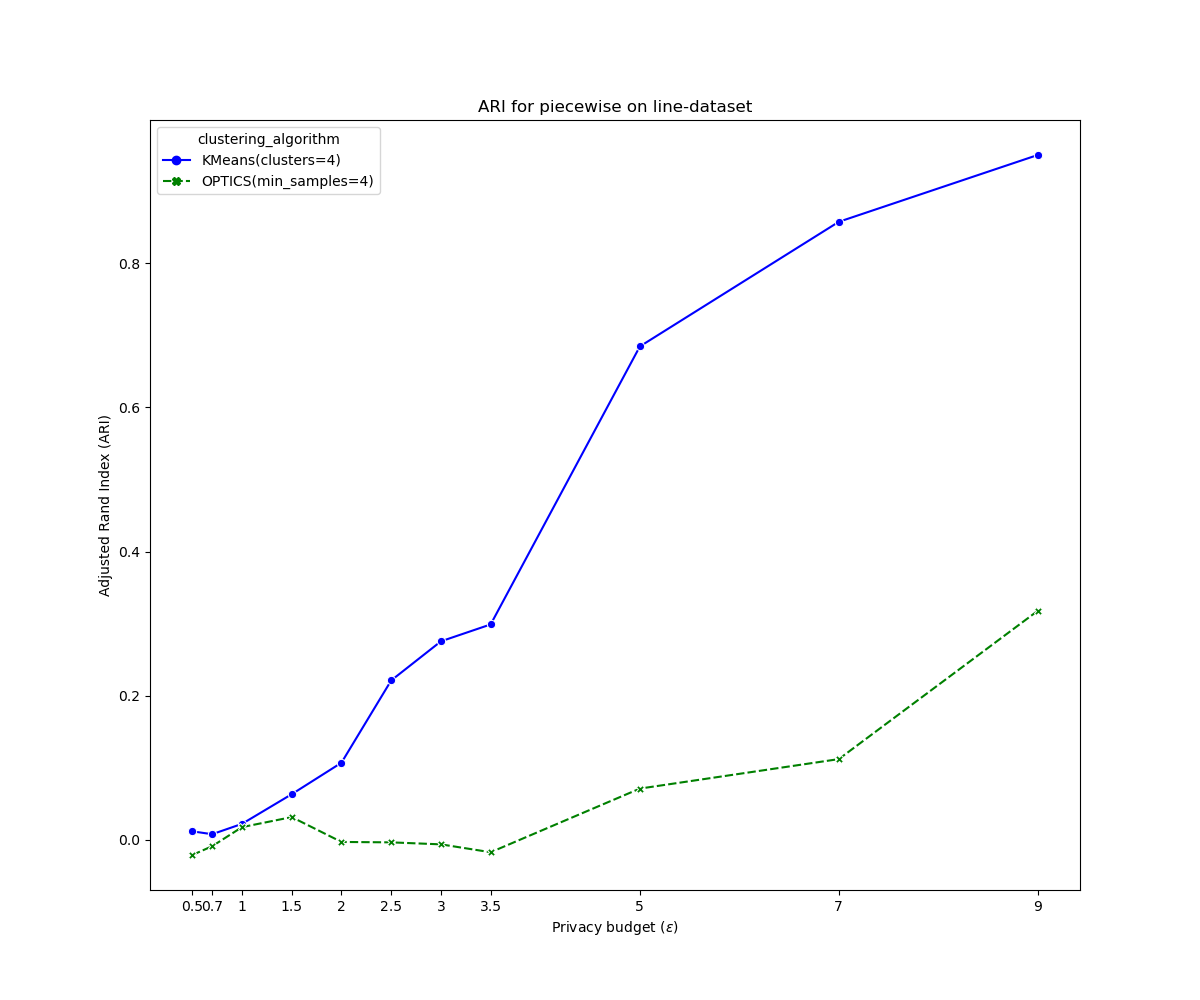 ARI for piecewise on line-dataset
clustering_algorithm
KMeans(clusters=4)
OPTICS(min_samples=4)
0.8
0.6
0.4
0.2
0.0
Adjusted Rand Index (ARI)
0.5 0.7 1 1.5 2 2.5 3 3.5 5 7 9
Privacy budget (ε)